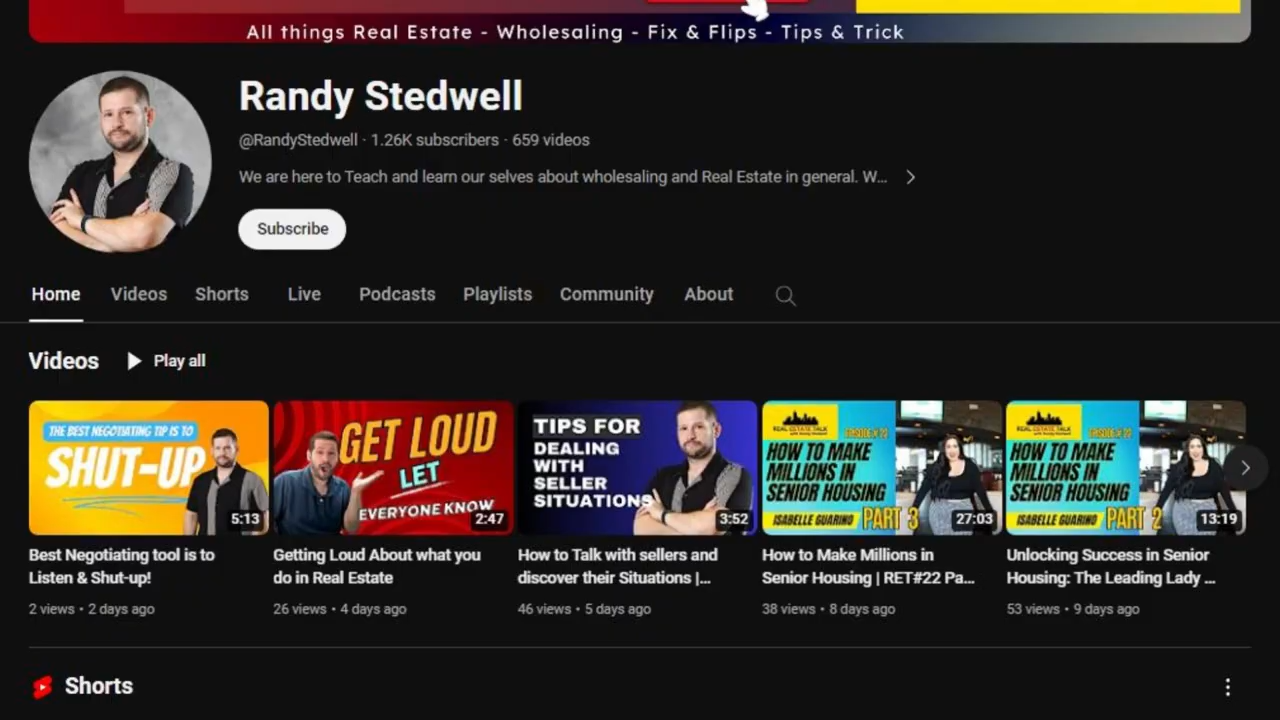 All things Real Estate - Wholesaling - Fix & Flips - Tips & Trick
Randy Stedwell
@RandyStedwell · 1.26K subscribers · 659 videos
We are here to Teach and learn our selves about wholesaling and Real Estate in general. W...
Subscribe
Home Videos Shorts Live Podcasts Playlists Community About
Videos Play all
THE BEST NEGOTIATING TIP IS TO
SHUT-UP
5:13
GET LOUD
LET
EVERYONE KNOW
2:47
TIPS FOR
DEALING
WITH
SELLER
SITUATIONS
3:52
REAL ESTATE TALK
EPISODE# 22
HOW TO MAKE
MILLIONS IN
SENIOR HOUSING
ISABELLE GUARINO PART 3
27:03
REAL ESTATE TALK
EPISODE# 22
HOW TO MAKE
MILLIONS IN
SENIOR HOUSING
ISABELLE GUARINO PART 2
13:19
Best Negotiating tool is to
Listen & Shut-up!
2 views • 2 days ago
Getting Loud About what you
do in Real Estate
26 views • 4 days ago
How to Talk with sellers and
discover their Situations |...
46 views • 5 days ago
How to Make Millions in
Senior Housing | RET#22 Pa...
38 views • 8 days ago
Unlocking Success in Senior
Housing: The Leading Lady ...
53 views • 9 days ago
Shorts